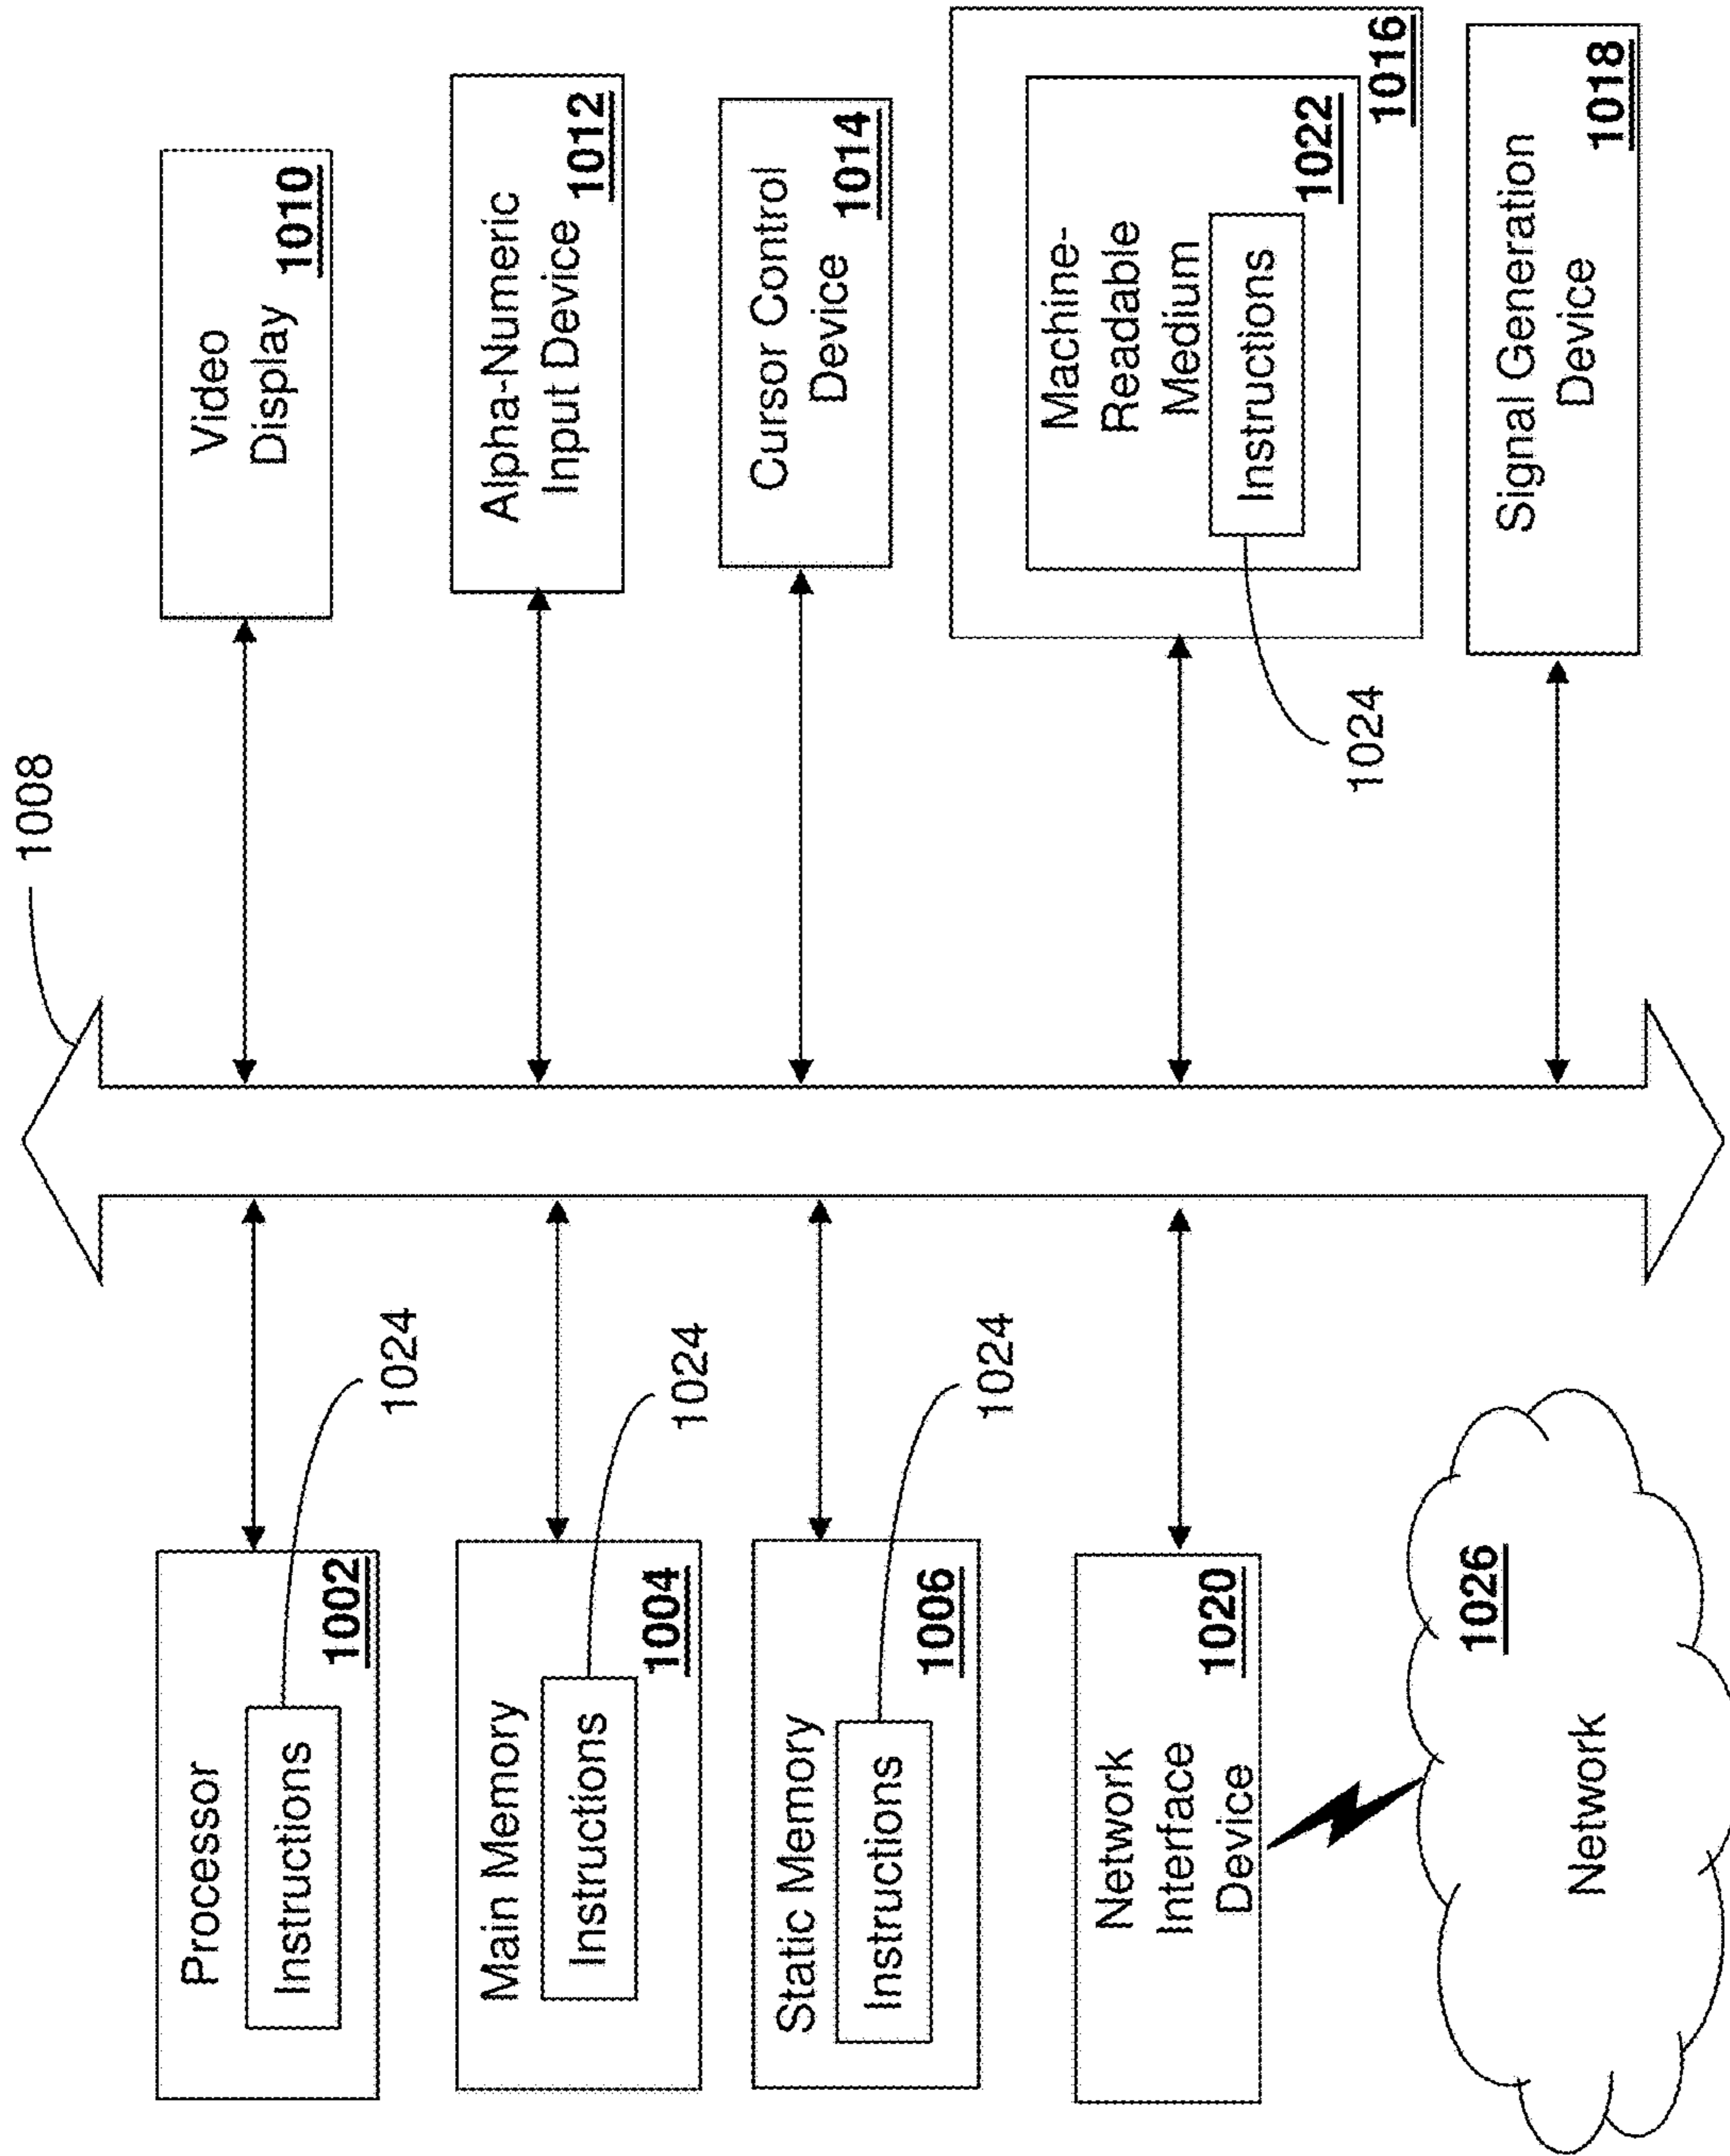 1008
Processor
Instructions
1002
1024
Main Memory
Instructions
1004
1024
Static Memory
Instructions
1006
1024
Network
Interface
Device
1020
1026
Network
Video
Display
1010
Alpha-Numeric
Input Device
1012
Cursor Control
Device
1014
Machine-
Readable
Medium
1022
Instructions
1016
1024
Signal Generation
Device
1018